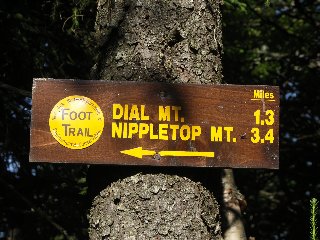 FOOT
TRAIL
Miles
DIAL MT. 1.3
NIPPLETOP MT. - 3.4